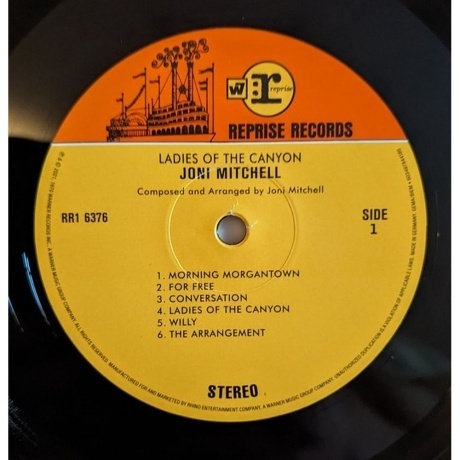 W
r
reprise
REPRISE RECORDS
LADIES OF THE CANYON
JONI MITCHELL
Composed and Arranged by Joni Mitchell
RR1 6376
SIDE
1
1. MORNING MORGANTOWN
2. FOR FREE
3. CONVERSATION
4. LADIES OF THE CANYON
5. WILLY
6. THE ARRANGEMENT
STEREO